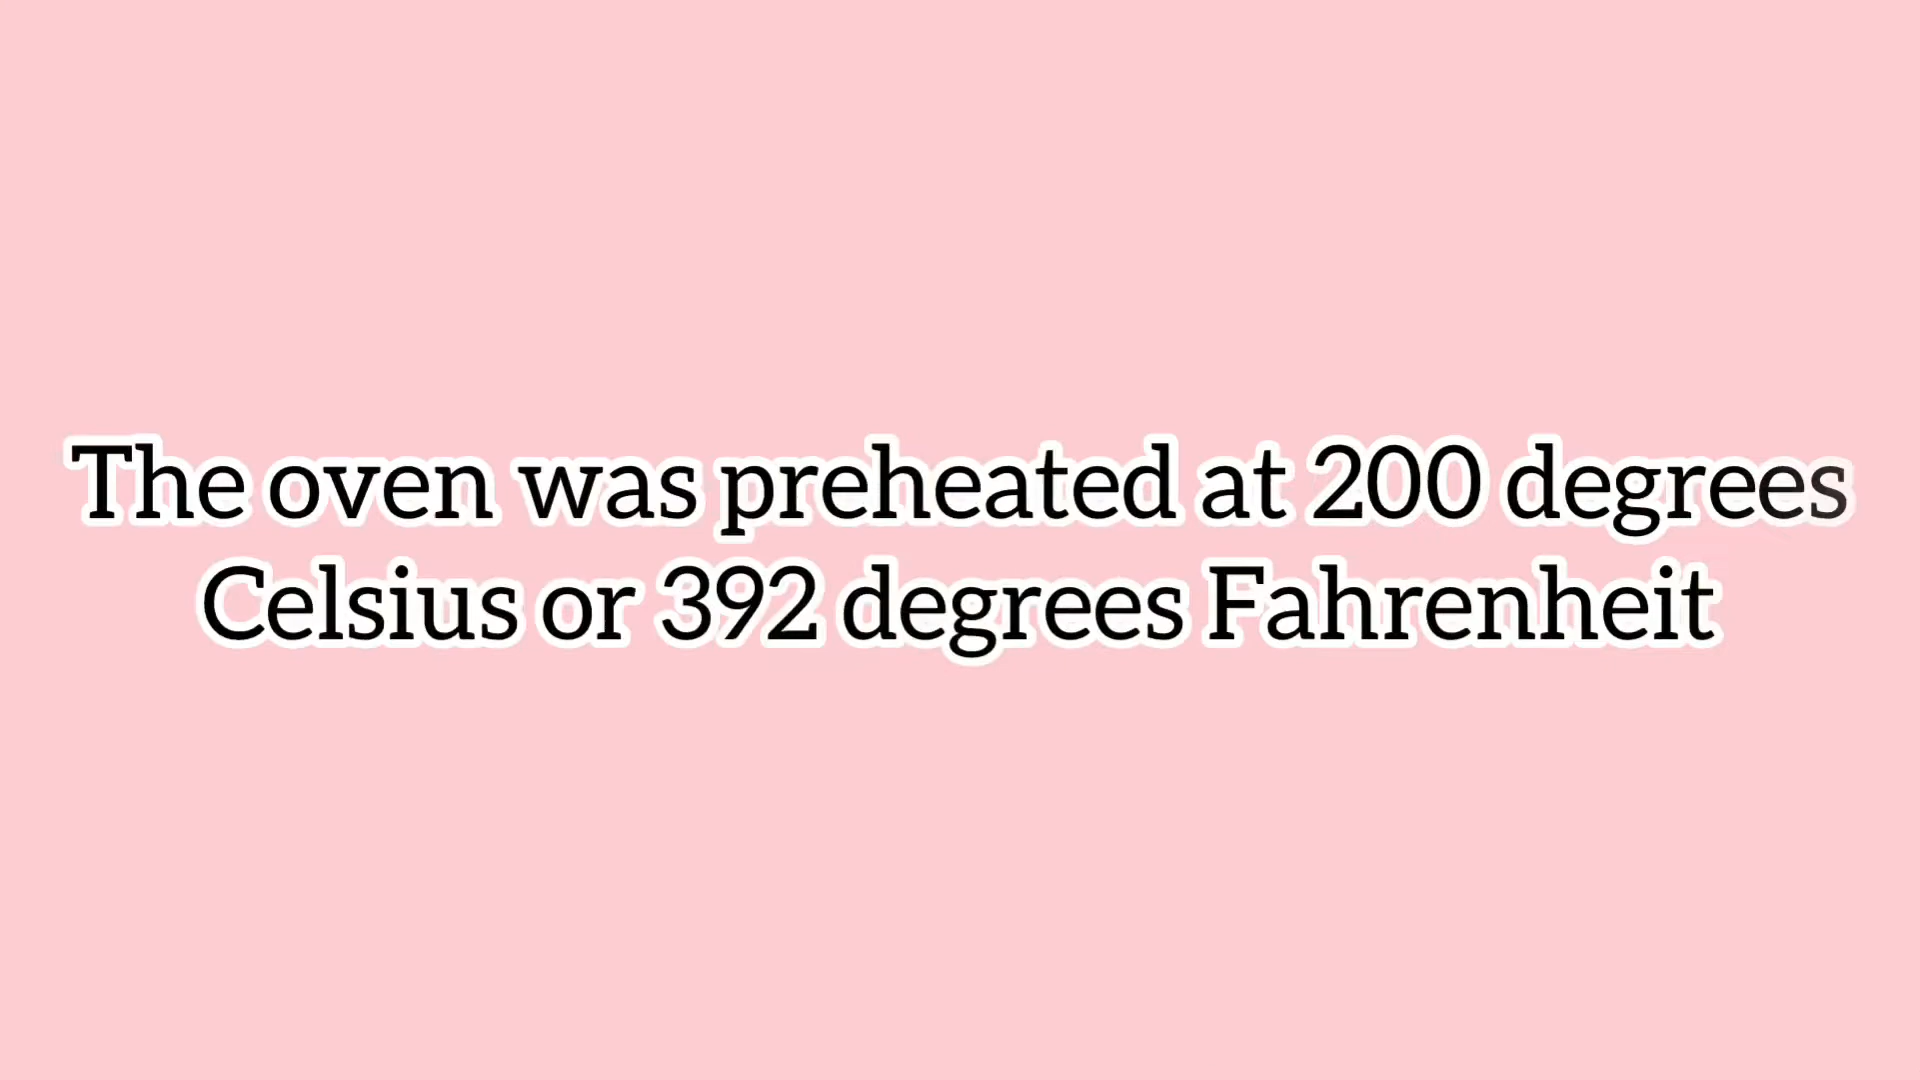 The oven was preheated at 200 degrees
Celsius or 392 degrees Fahrenheit